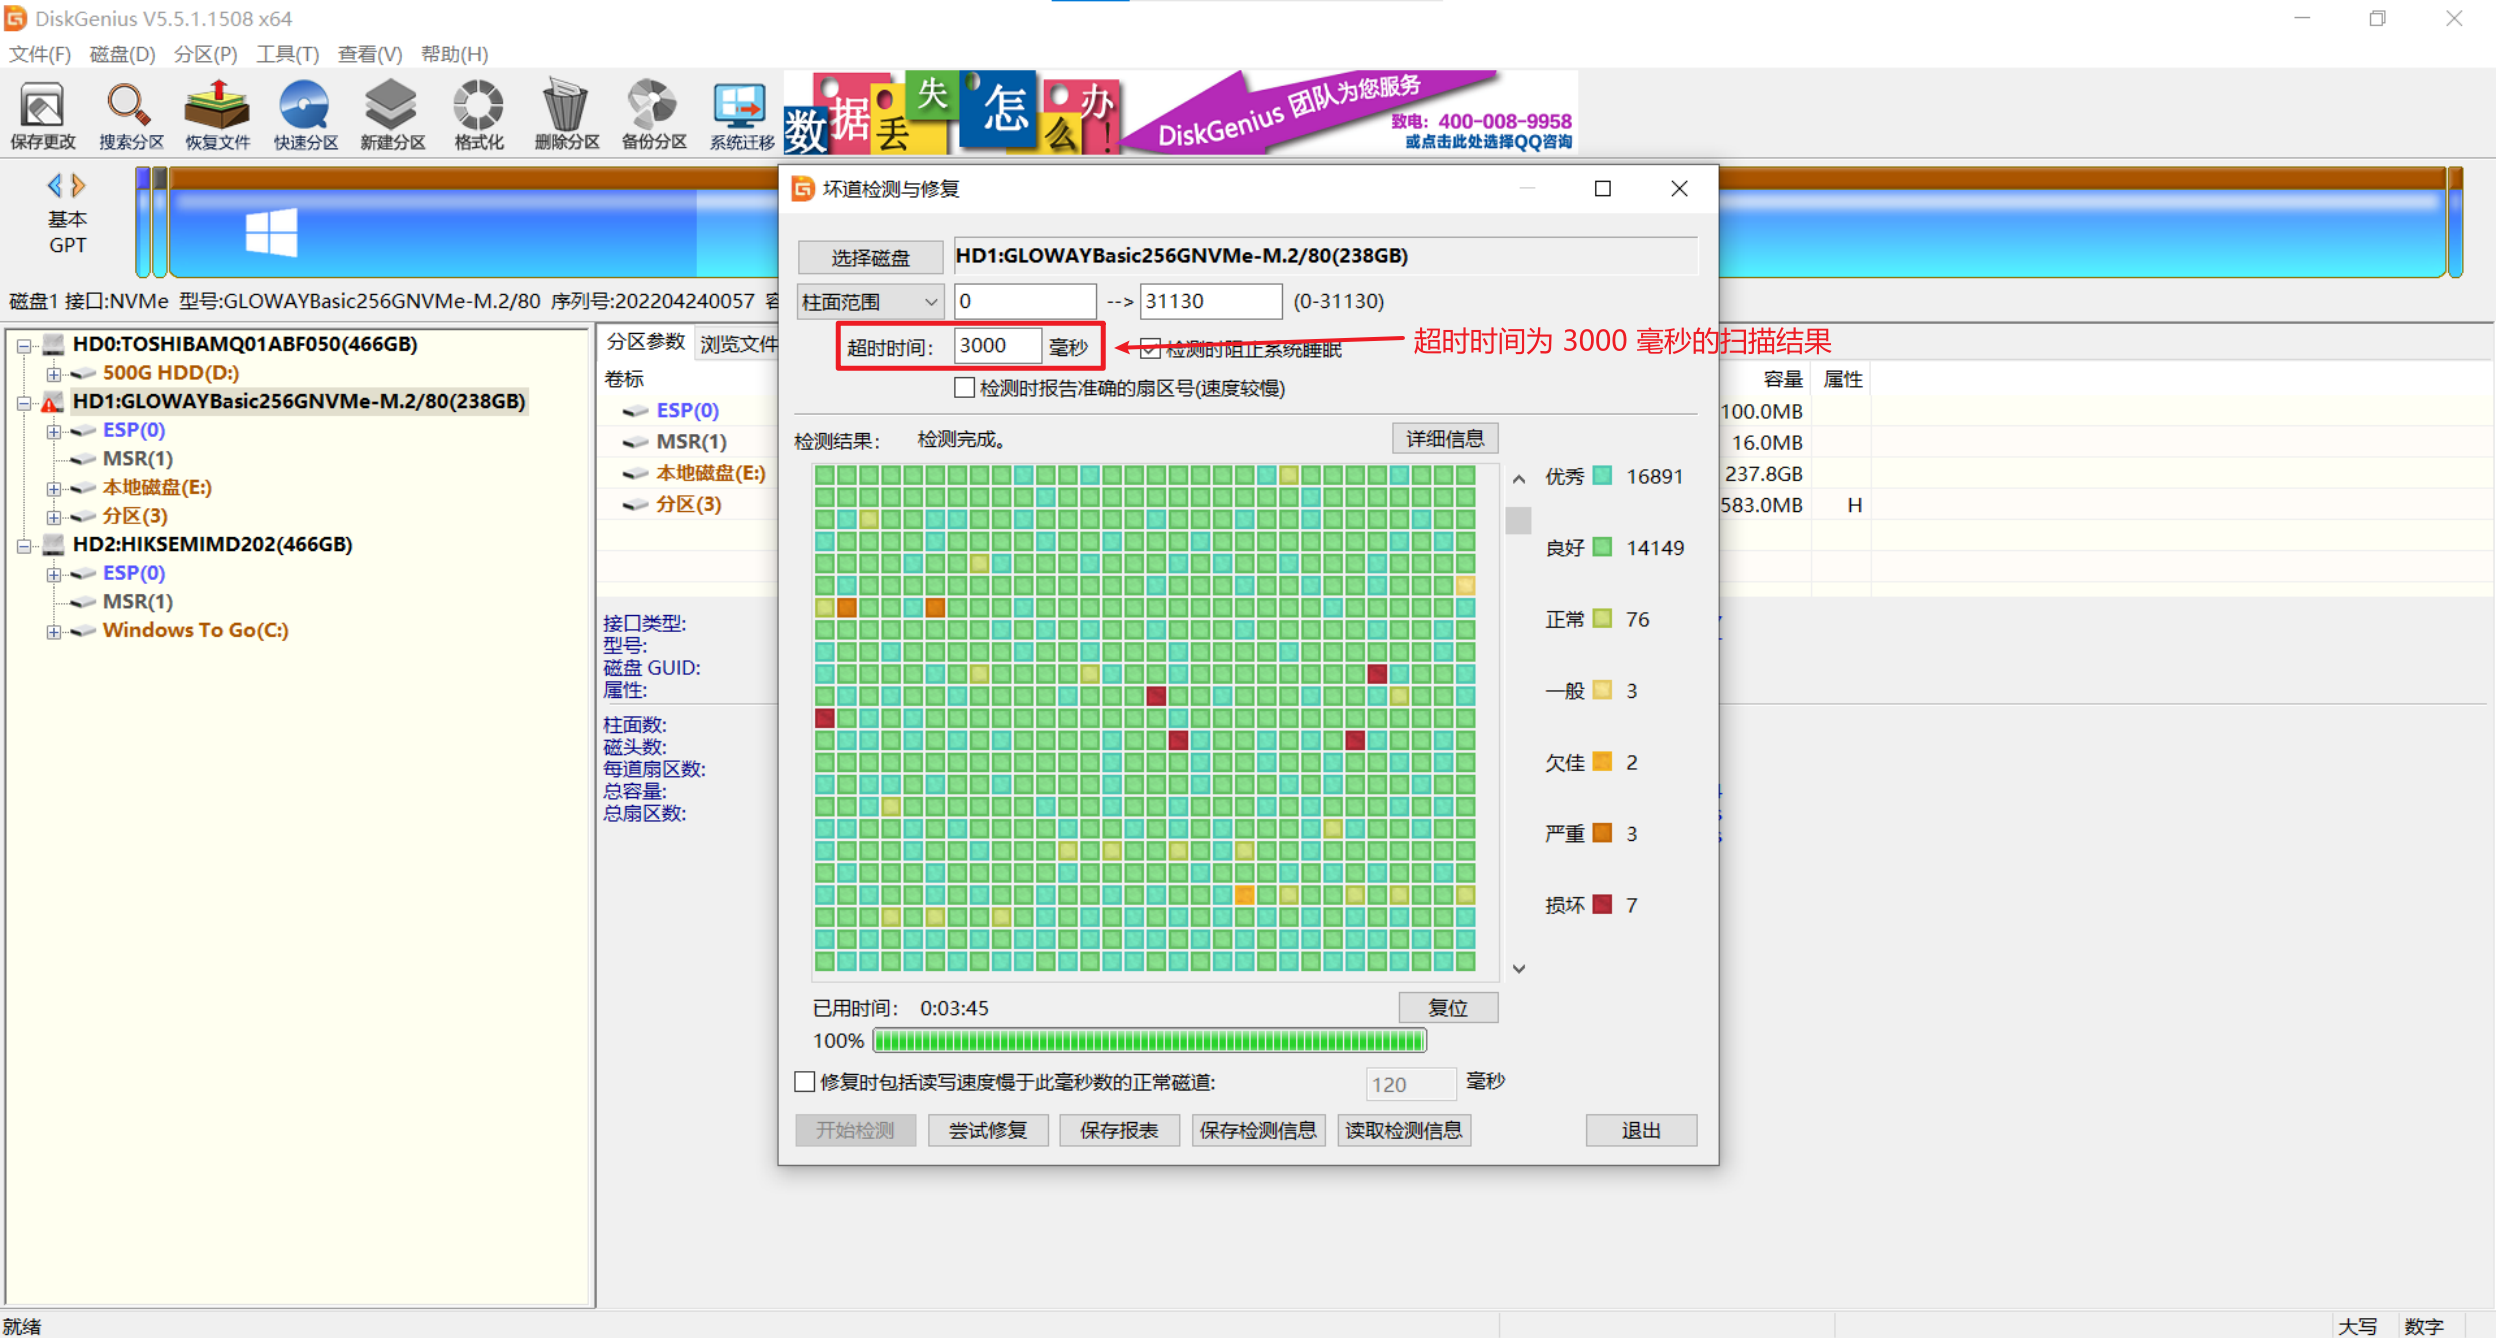 DiskGenius V5.5.1.1508 x64
文件(F) 磁盘(D) 分区(P) 工具(T) 查看(V) 帮助(H)
保存更改 搜索分区 恢复文件 快速分区 新建分区 格式化 删除分区 备份分区 系统迁移
数据丢失怎么办!
DiskGenius 团队为您服务
致电: 400-008-9958
或点击此处选择QQ咨询
基本
GPT
磁盘1 接口:NVMe 型号:GLOWAYBasic256GNVMe-M.2/80 序列号:202204240057
HD0:TOSHIBAMQ01ABF050(466GB)
500G HDD(D:)
HD1:GLOWAYBasic256GNVMe-M.2/80(238GB)
ESP(0)
MSR(1)
本地磁盘(E:)
分区(3)
HD2:HIKSEMIMD202(466GB)
ESP(0)
MSR(1)
Windows To Go(C:)
分区参数 浏览文件
卷标
ESP(0)
MSR(1)
本地磁盘(E:)
分区(3)
接口类型:
型号:
磁盘 GUID:
属性:
柱面数:
磁头数:
每道扇区数:
总容量:
总扇区数:
容量 属性
100.0MB
16.0MB
237.8GB
583.0MB H
坏道检测与修复
选择磁盘 HD1:GLOWAYBasic256GNVMe-M.2/80(238GB)
柱面范围 0 --> 31130 (0-31130)
超时时间: 3000 毫秒 检测时阻止系统睡眠
超时时间为 3000 毫秒的扫描结果
检测时报告准确的扇区号(速度较慢)
检测结果: 检测完成。 详细信息
优秀 16891
良好 14149
正常 76
一般 3
欠佳 2
严重 3
损坏 7
已用时间: 0:03:45 复位
100%
修复时包括读写速度慢于此毫秒数的正常磁道: 120 毫秒
开始检测 尝试修复 保存报表 保存检测信息 读取检测信息 退出
就绪 大写 数字